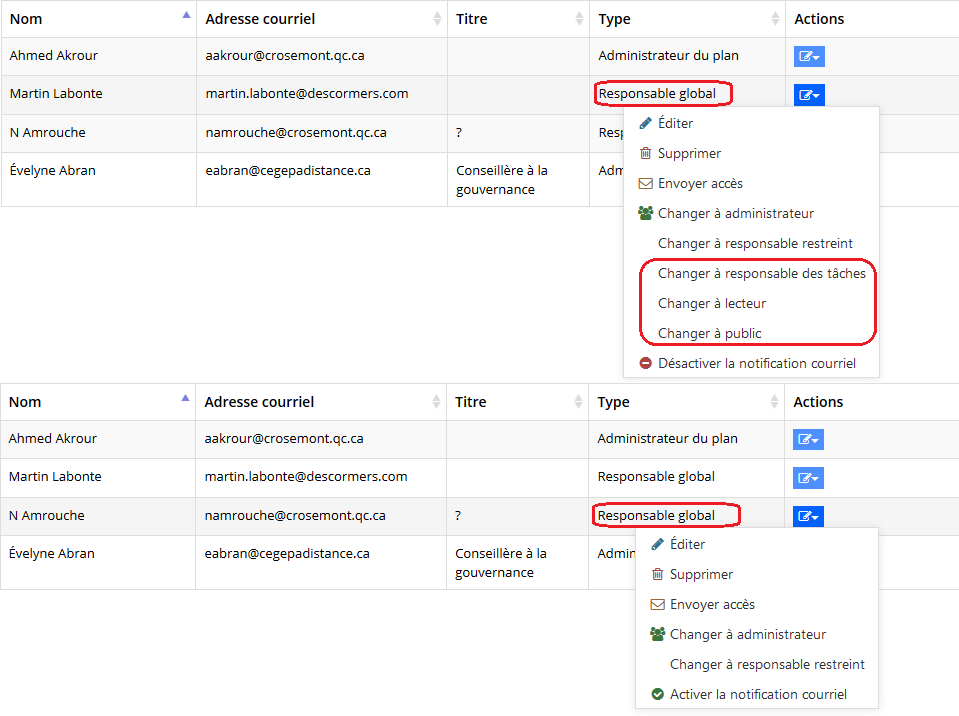 Nom Adresse courriel Titre Type Actions
Ahmed Akrour aakrour@crosemont.qc.ca Administrateur du plan
Martin Labonte martin.labonte@descormers.com Responsable global
N Amrouche namrouche@crosemont.qc.ca ? Resp
Évelyne Abran eabran@cegepadistance.ca Conseillère à la Adm
gouvernance
Éditer
Supprimer
Envoyer accès
Changer à administrateur
Changer à responsable restreint
Changer à responsable des tâches
Changer à lecteur
Changer à public
Désactiver la notification courriel
Nom Adresse courriel Titre Type Actions
Ahmed Akrour aakrour@crosemont.qc.ca Administrateur du plan
Martin Labonte martin.labonte@descormers.com Responsable global
N Amrouche namrouche@crosemont.qc.ca ? Responsable global
Évelyne Abran eabran@cegepadistance.ca Conseillère à la Admin
gouvernance
Éditer
Supprimer
Envoyer accès
Changer à administrateur
Changer à responsable restreint
Activer la notification courriel